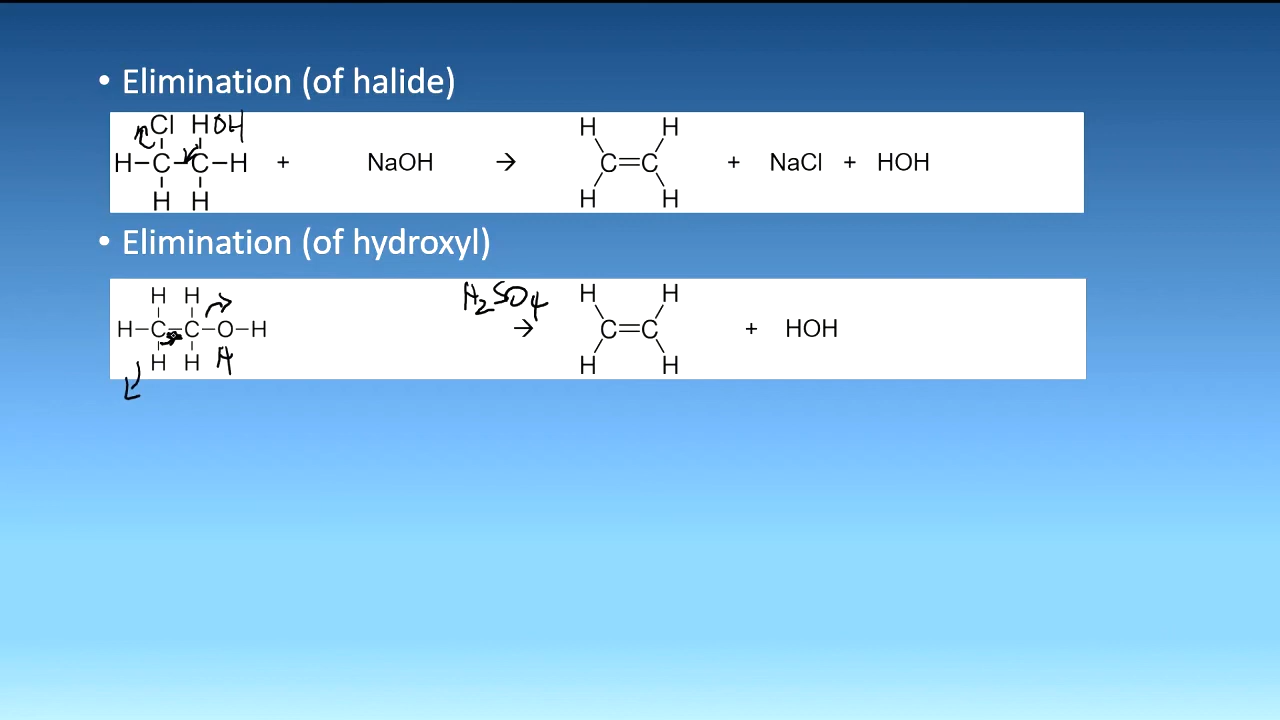 • Elimination (of halide)
Cl H OH
H–C–C–H + NaOH → H H C=C H H + NaCl + HOH
H H
• Elimination (of hydroxyl)
H H H₂SO₄
H–C–C–O–H → H H C=C H H + HOH
H H H